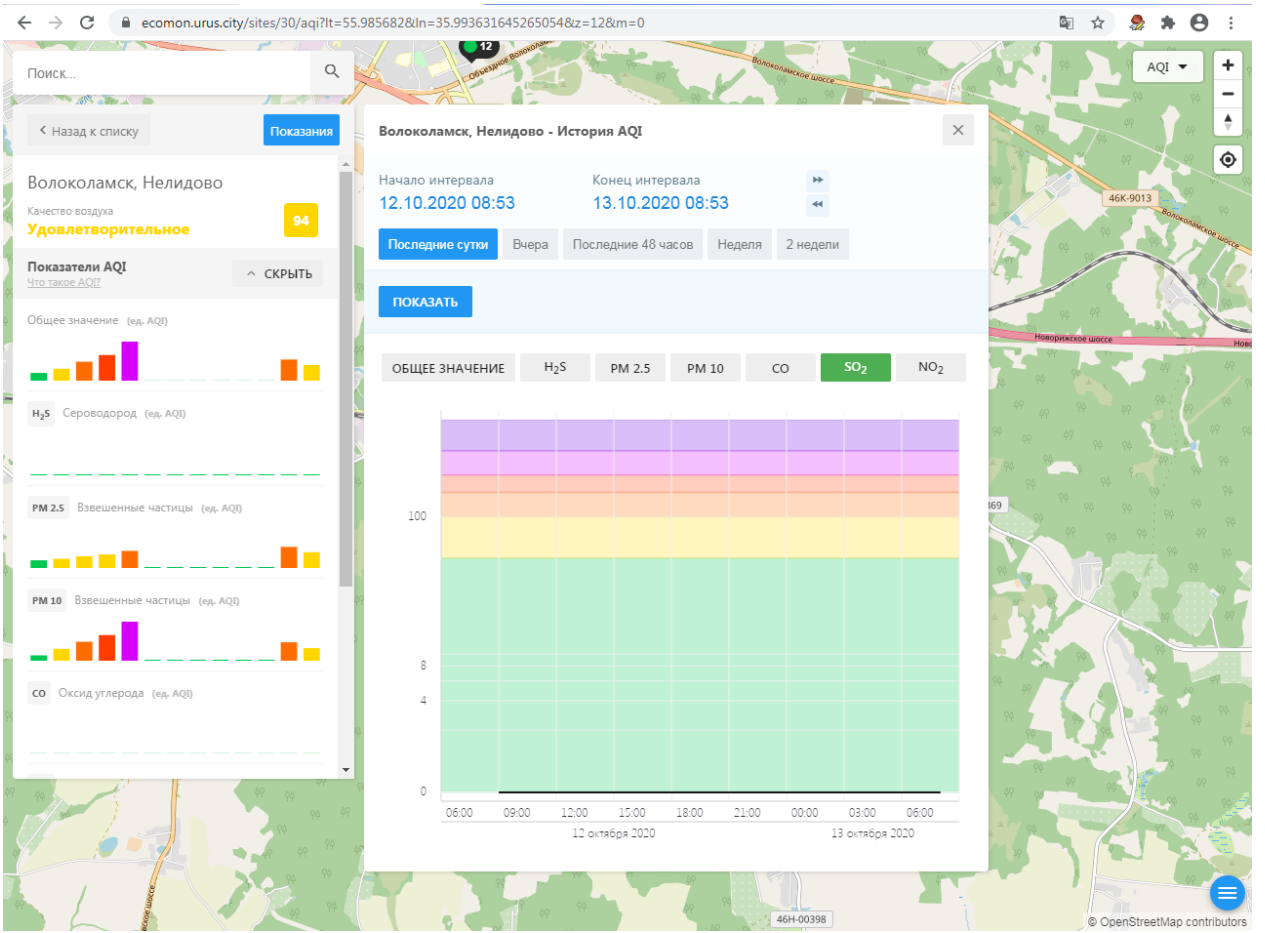 ecomon.urus.city/sites/30/aqi?lt=55.985682&ln=35.993631645265054&z=12&m=0
12
Объездное Волоколамское
Волоколамское шоссе
Поиск...
AQI
+
−
Назад к списку
Показания
Волоколамск, Нелидово - История AQI
Волоколамск, Нелидово
Качество воздуха
Удовлетворительное
94
Начало интервала
Конец интервала
12.10.2020 08:53
13.10.2020 08:53
46К-9013
Волоколамское шоссе
Последние сутки
Вчера
Последние 48 часов
Неделя
2 недели
Показатели AQI
Что такое AQI?
СКРЫТЬ
ПОКАЗАТЬ
Новорижское шоссе
Ново
Общее значение (ед. AQI)
ОБЩЕЕ ЗНАЧЕНИЕ
H2S
PM 2.5
PM 10
CO
SO2
NO2
H2S Сероводород (ед. AQI)
PM 2.5 Взвешенные частицы (ед. AQI)
PM 10 Взвешенные частицы (ед. AQI)
CO Оксид углерода (ед. AQI)
100
8
4
0
369
06:00 09:00 12:00 15:00 18:00 21:00 00:00 03:00 06:00
12 октября 2020
13 октября 2020
46Н-00398
© OpenStreetMap contributors